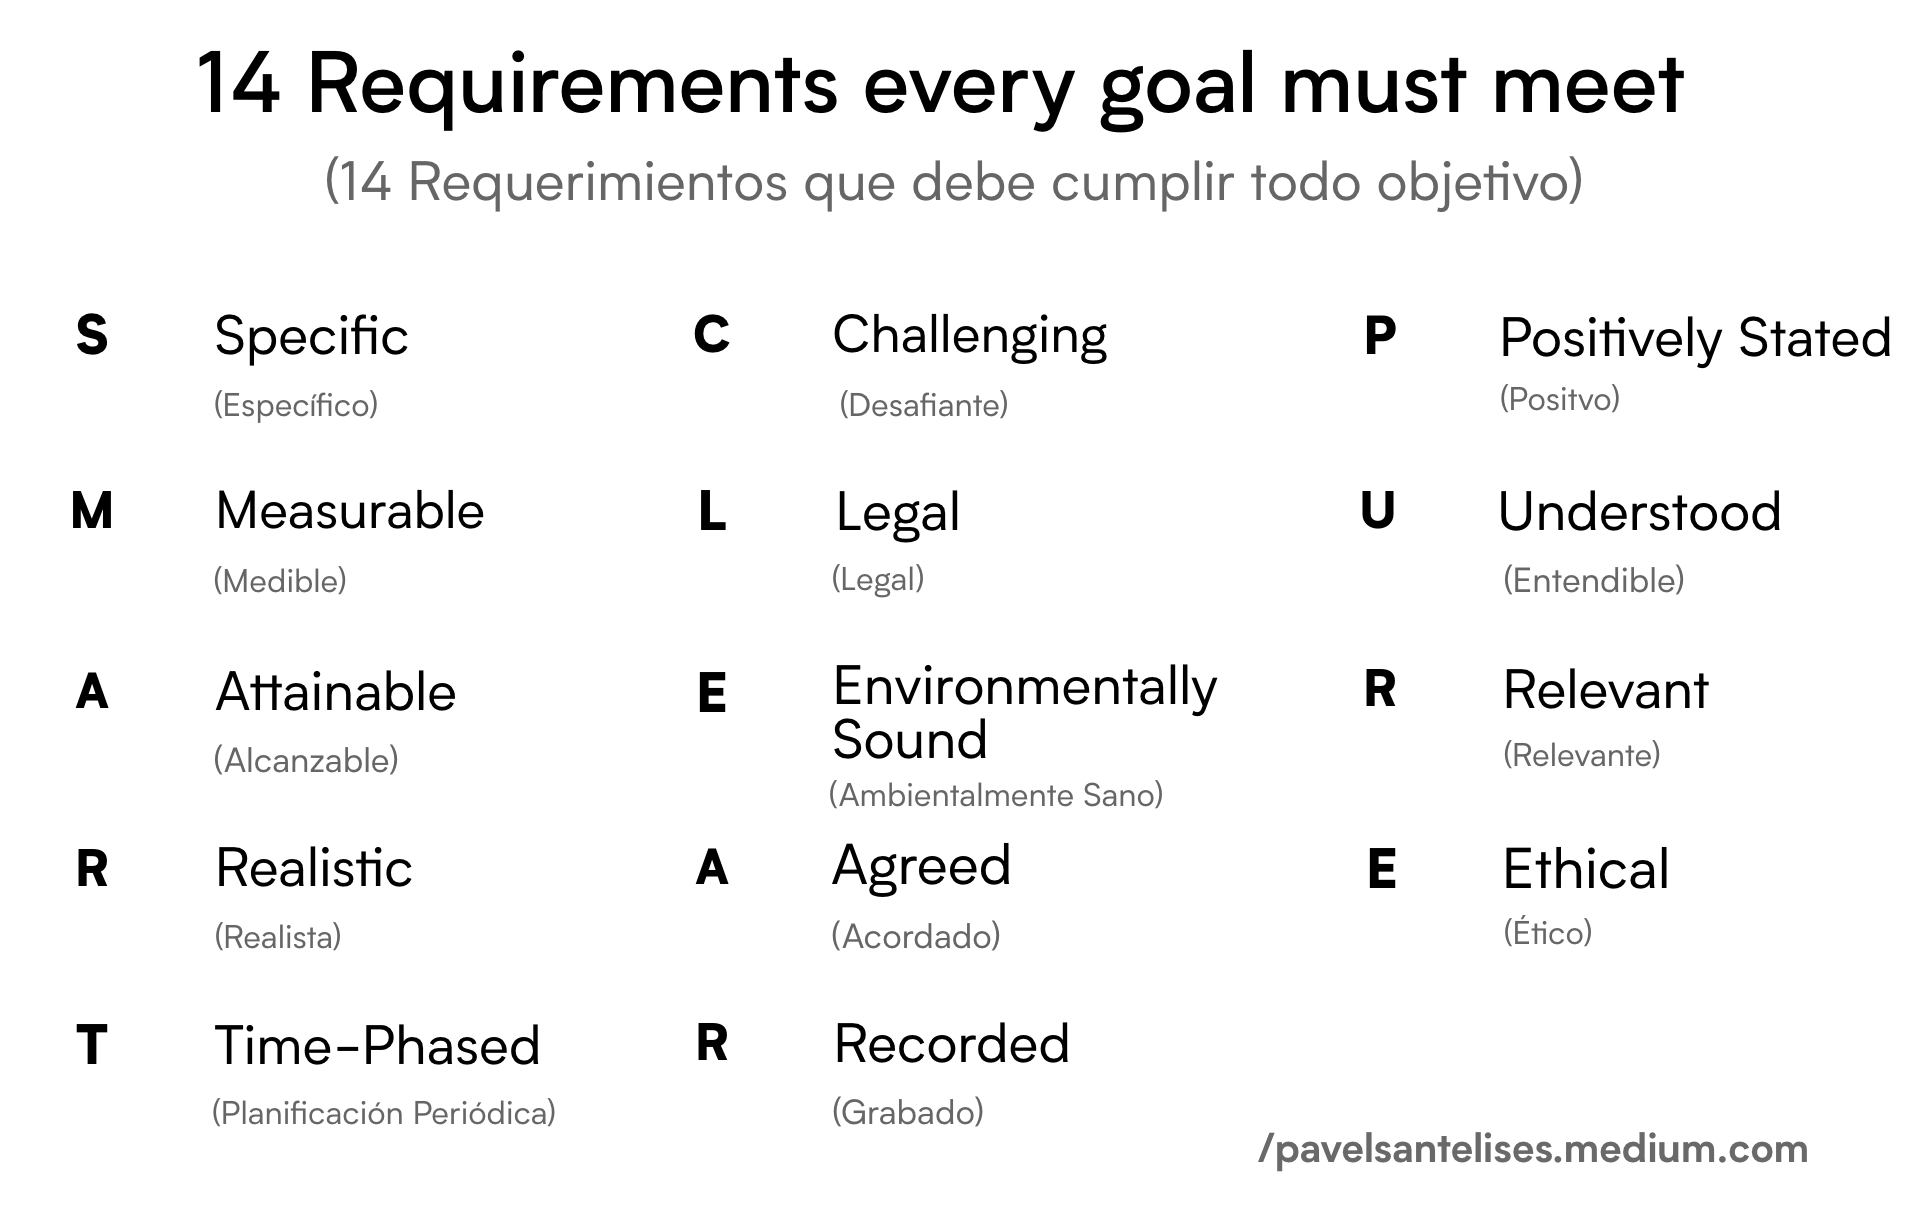 14 Requirements every goal must meet
(14 Requerimientos que debe cumplir todo objetivo)
S Specific
(Específico)
M Measurable
(Medible)
A Attainable
(Alcanzable)
R Realistic
(Realista)
T Time-Phased
(Planificación Periódica)
C Challenging
(Desafiante)
L Legal
(Legal)
E Environmentally
Sound
(Ambientalmente Sano)
A Agreed
(Acordado)
R Recorded
(Grabado)
P Positively Stated
(Positvo)
U Understood
(Entendible)
R Relevant
(Relevante)
E Ethical
(Ético)
/pavelsantelises.medium.com